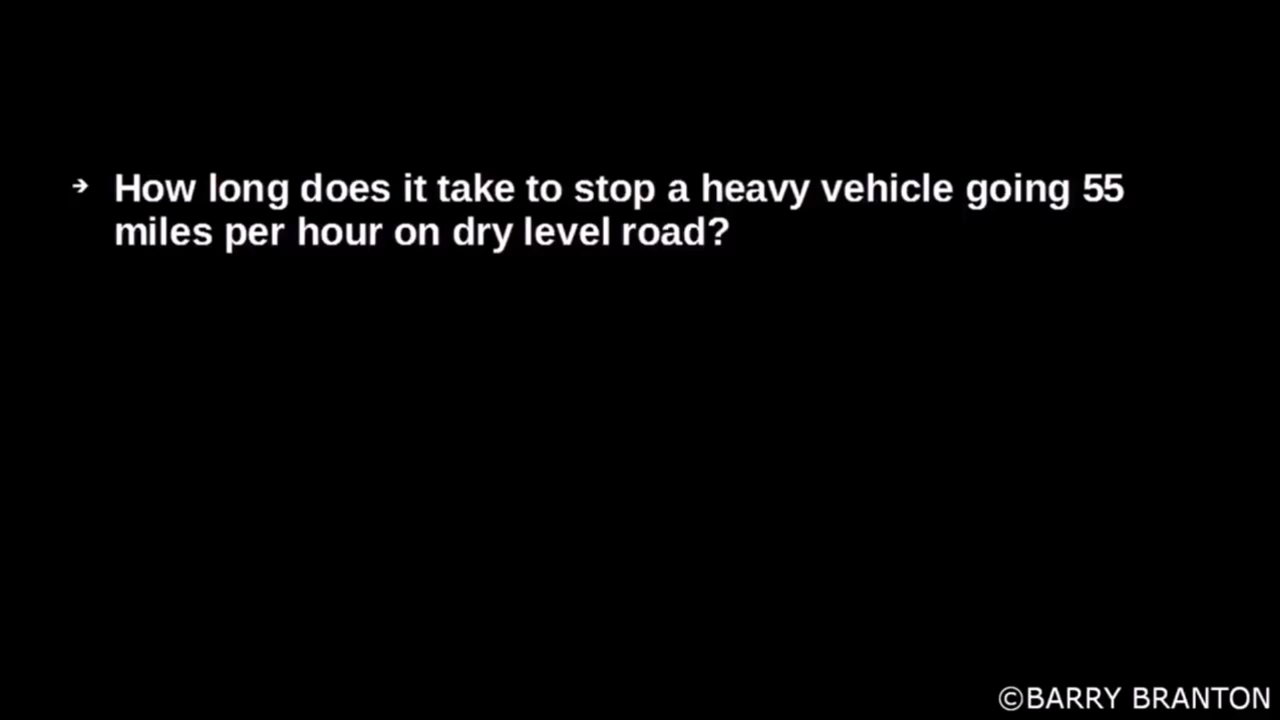 ➔ How long does it take to stop a heavy vehicle going 55
miles per hour on dry level road?
©BARRY BRANTON